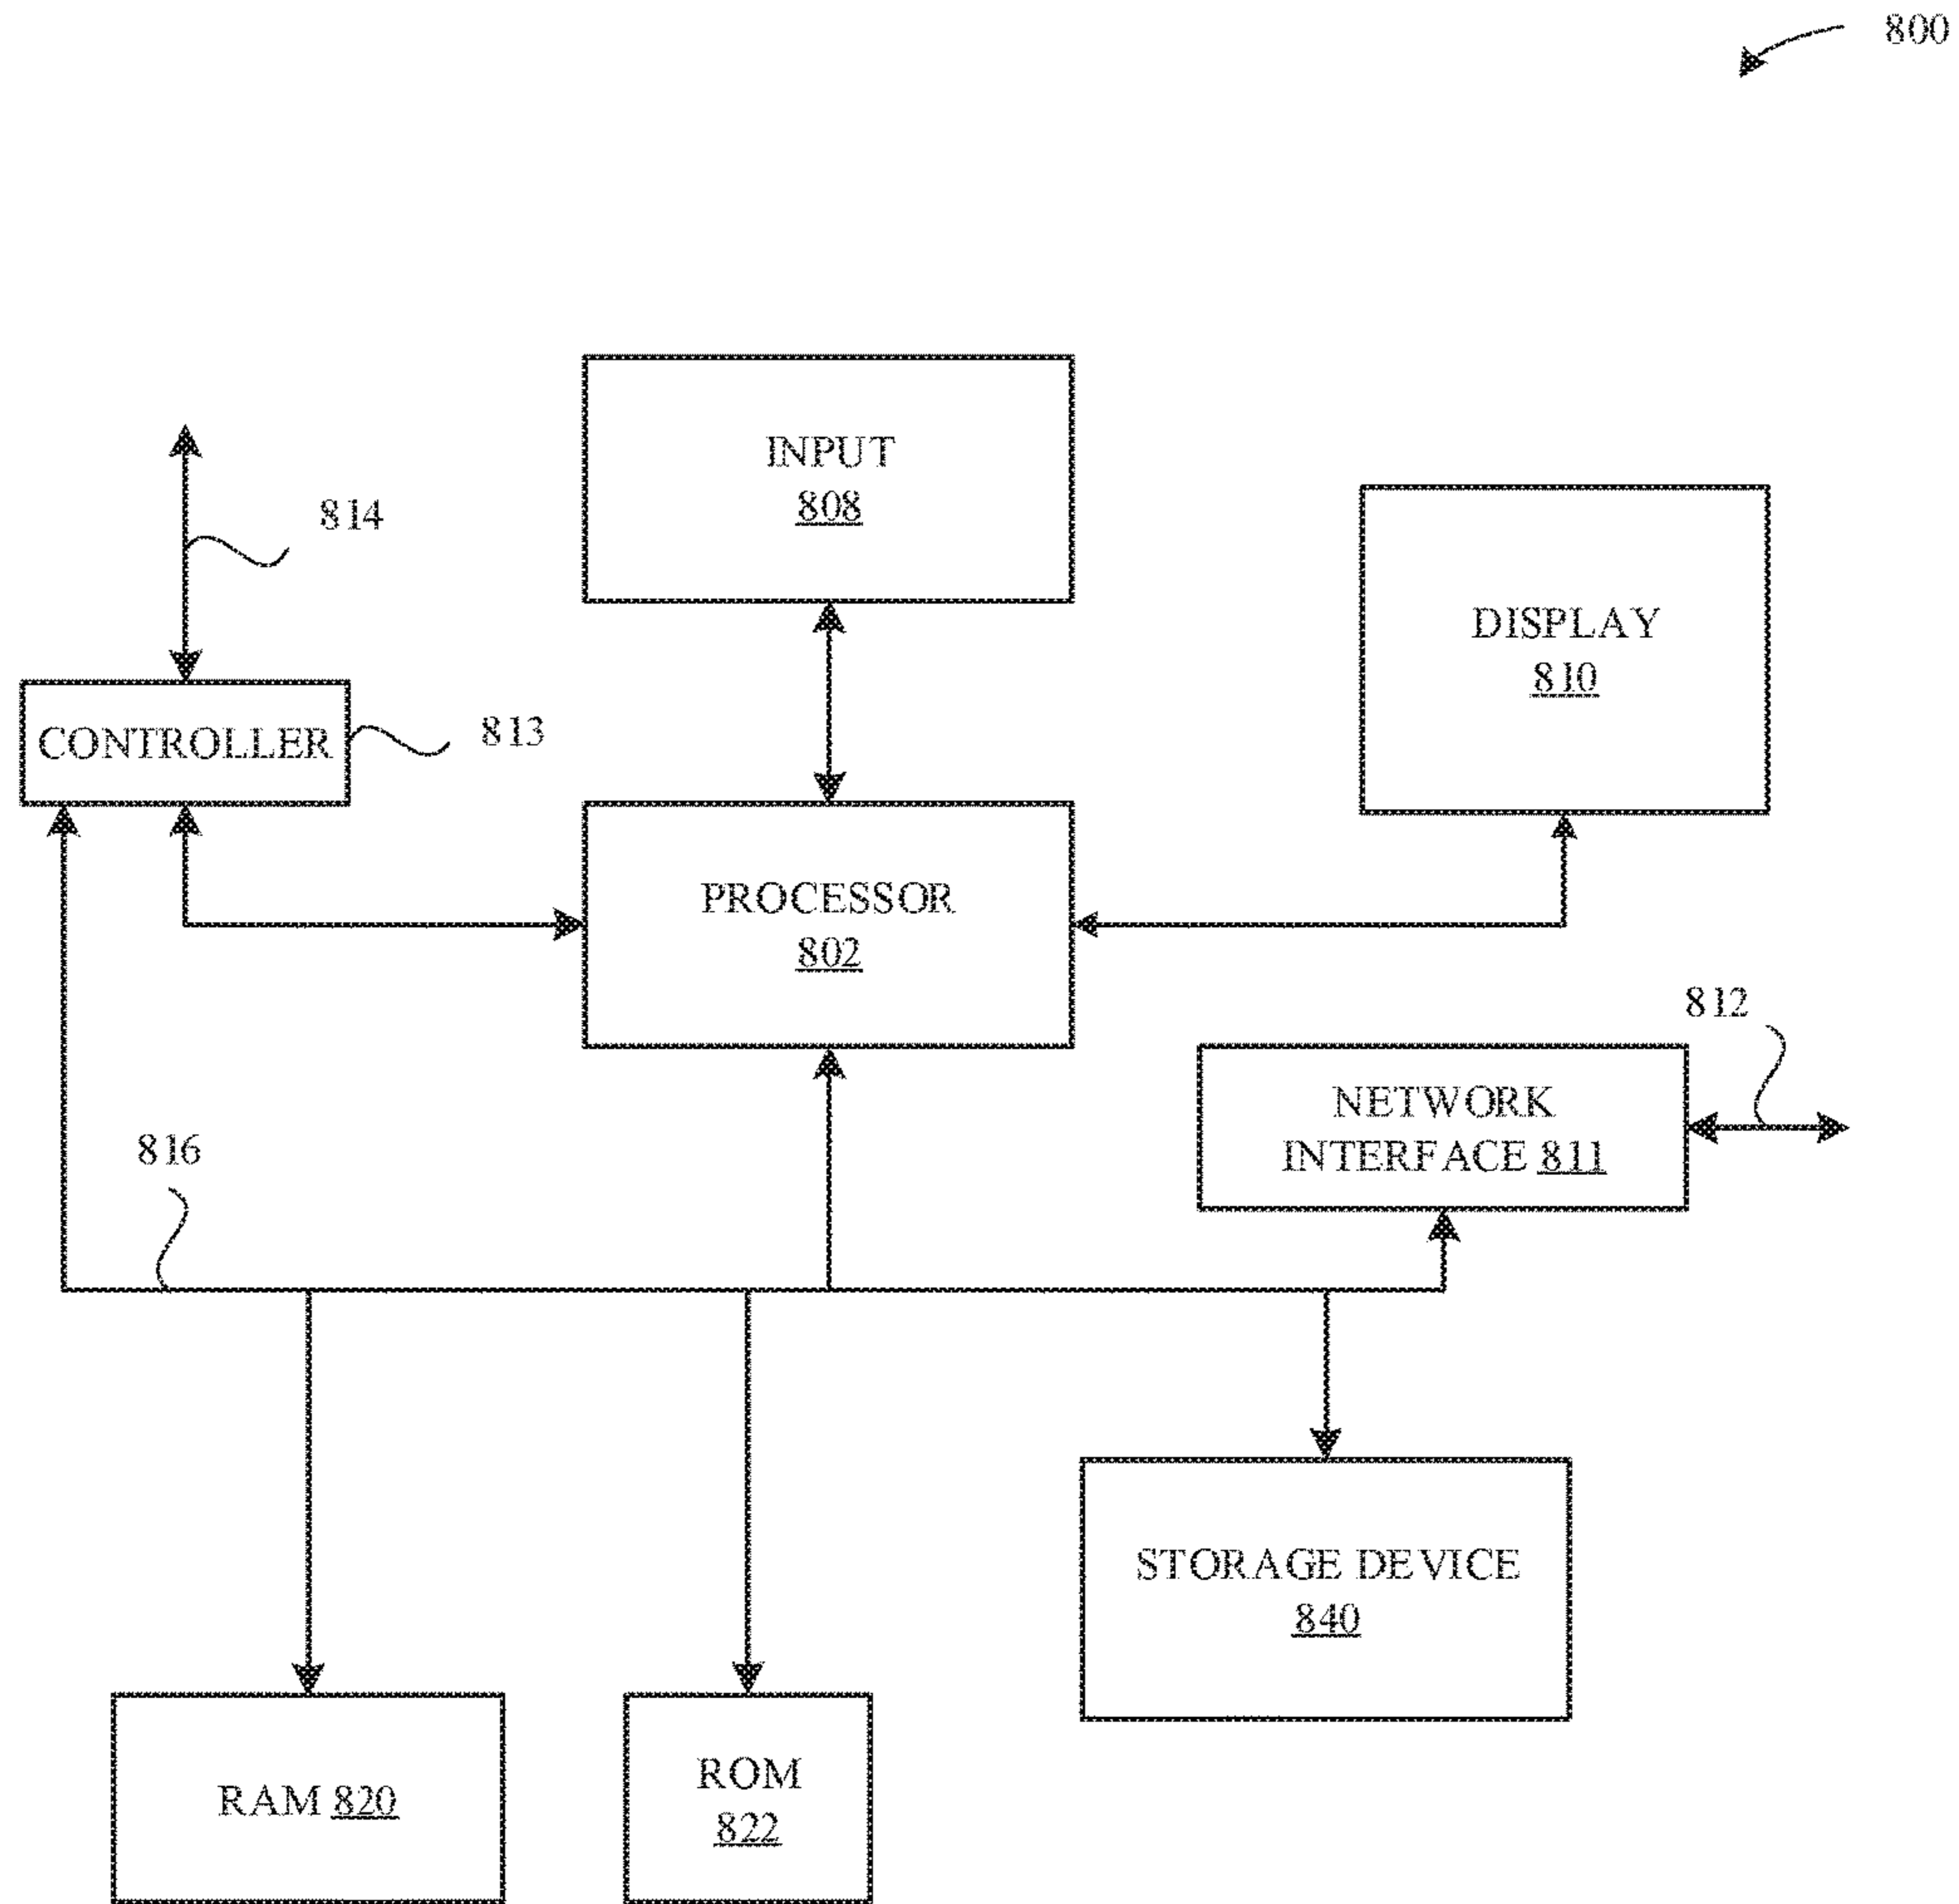 800
INPUT
808
814
DISPLAY
810
CONTROLLER
813
PROCESSOR
802
812
NETWORK
INTERFACE 811
816
STORAGE DEVICE
840
RAM 820
ROM
822